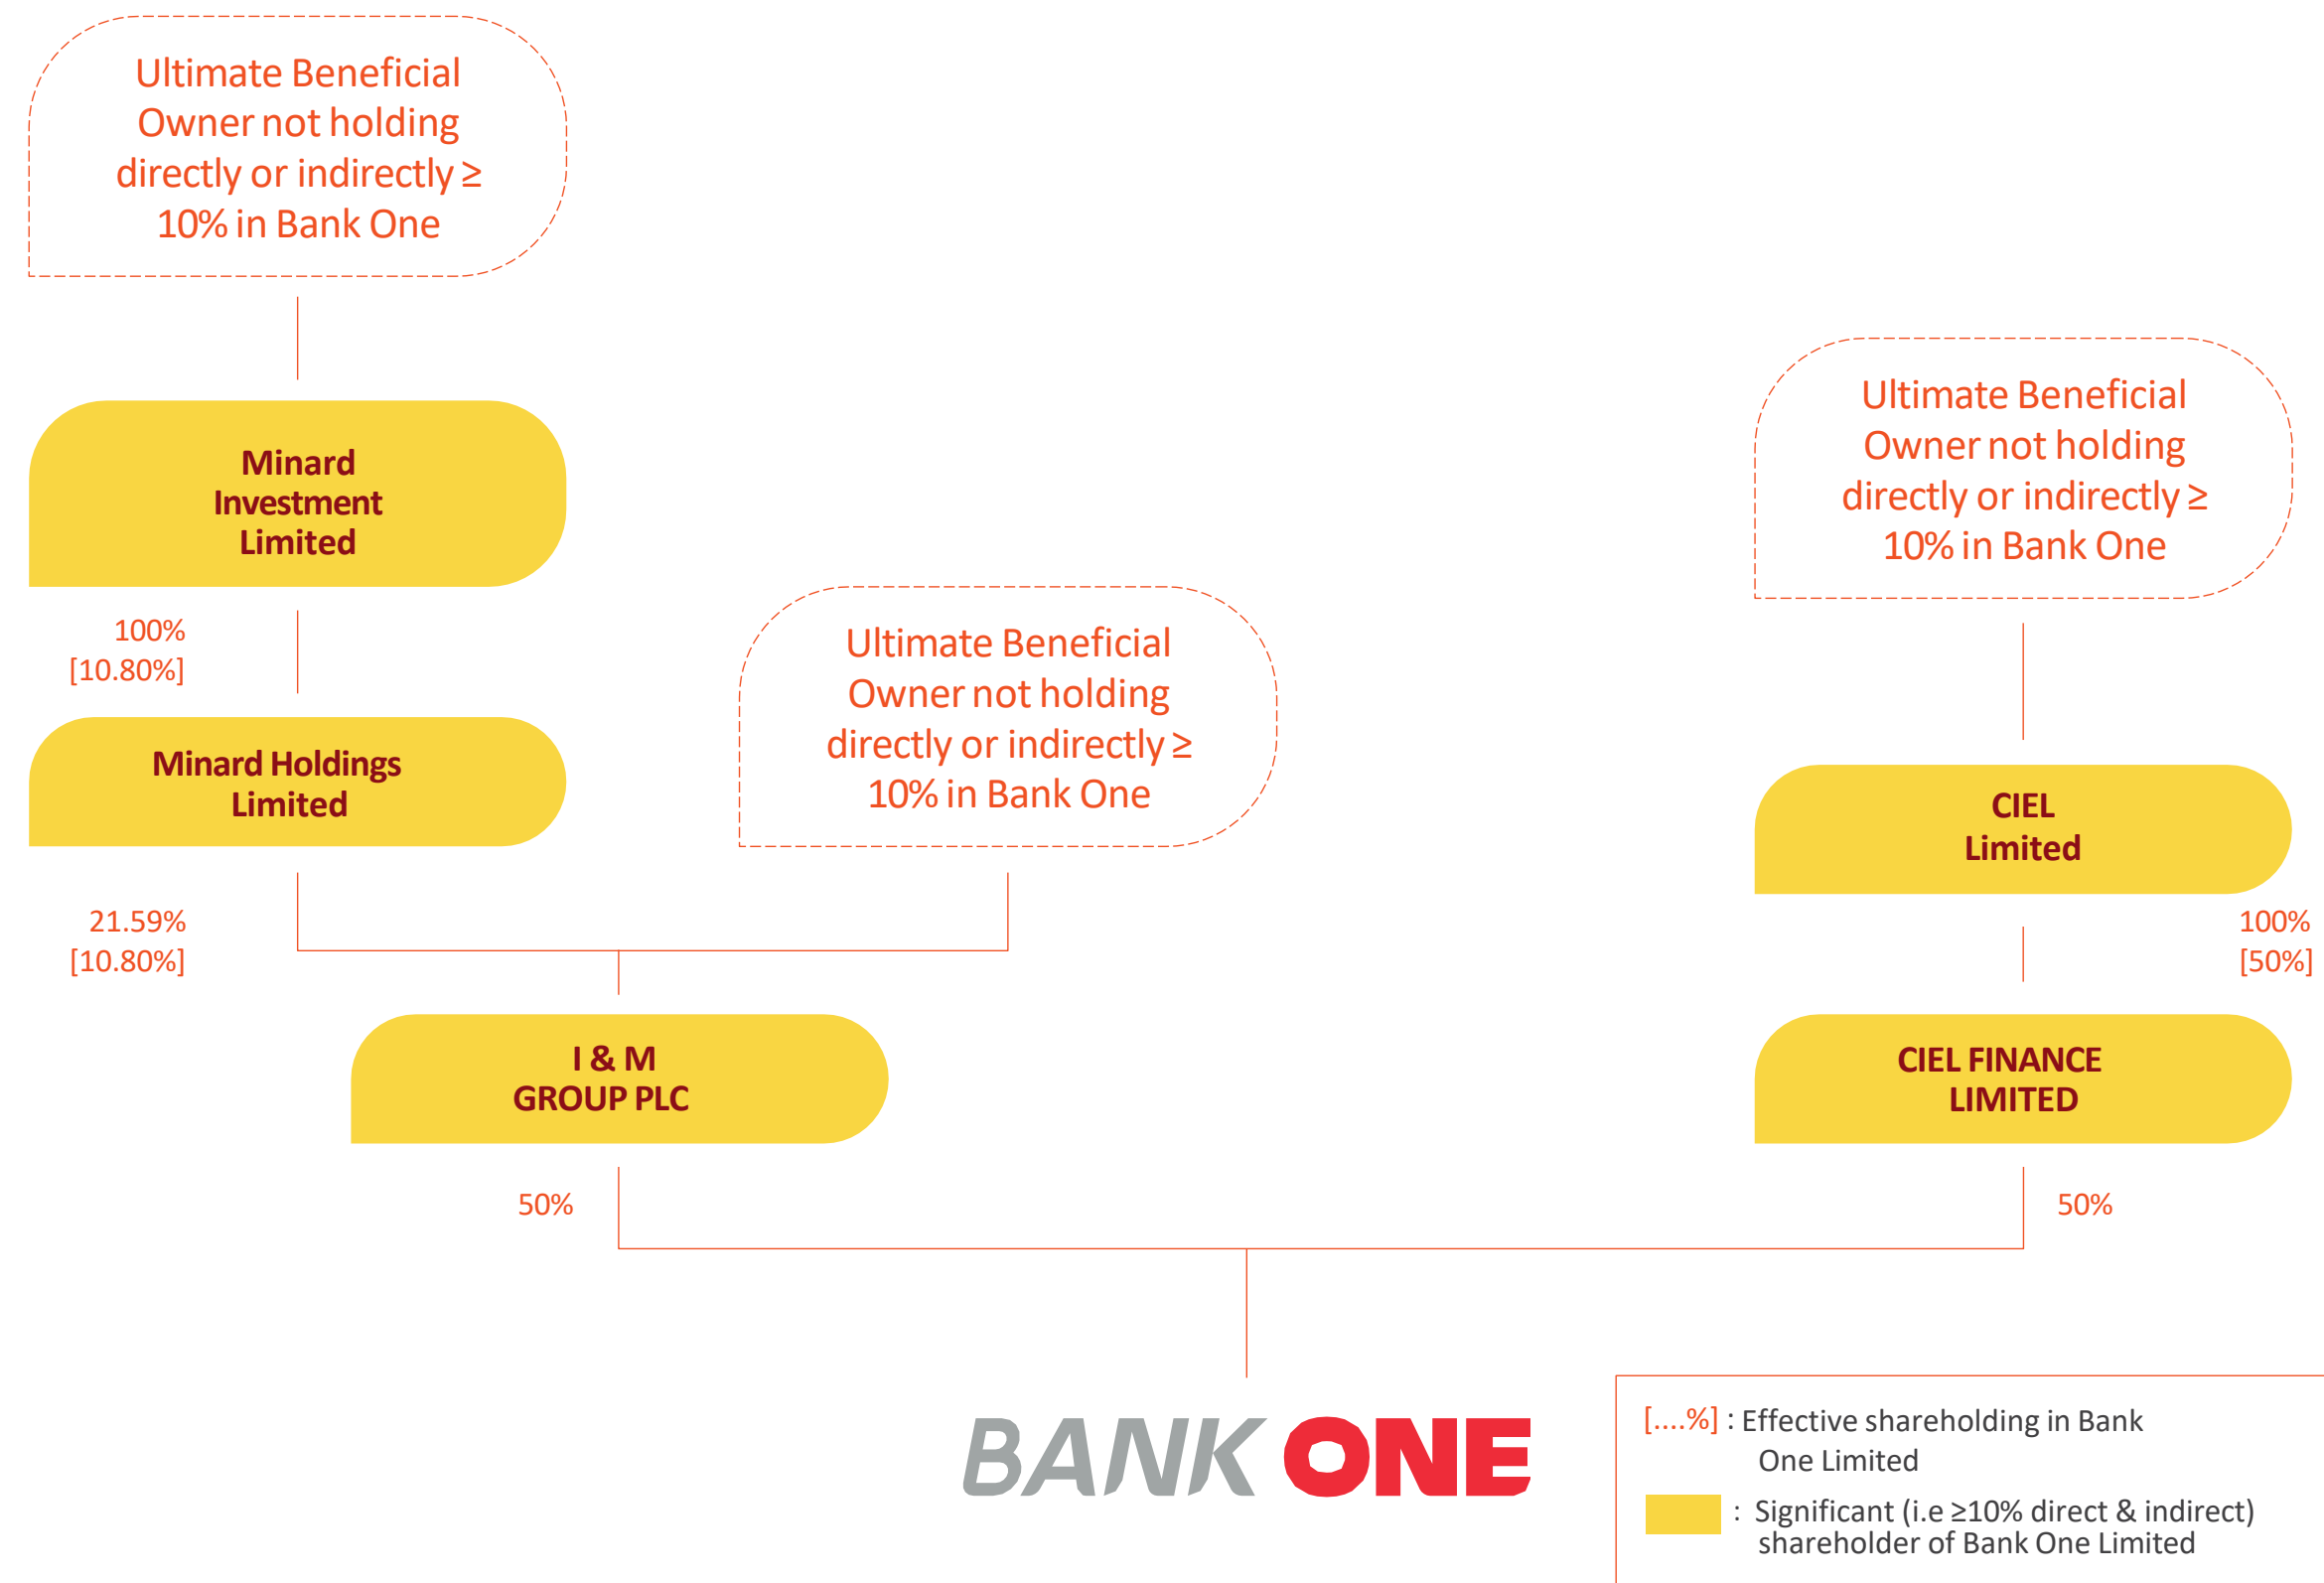 Ultimate Beneficial
Owner not holding
directly or indirectly ≥
10% in Bank One
Minard
Investment
Limited
100%
[10.80%]
Minard Holdings
Limited
21.59%
[10.80%]
Ultimate Beneficial
Owner not holding
directly or indirectly ≥
10% in Bank One
I & M
GROUP PLC
50%
Ultimate Beneficial
Owner not holding
directly or indirectly ≥
10% in Bank One
CIEL
Limited
100%
[50%]
CIEL FINANCE
LIMITED
50%
BANK ONE
[....%] : Effective shareholding in Bank
One Limited
: Significant (i.e ≥10% direct & indirect)
shareholder of Bank One Limited